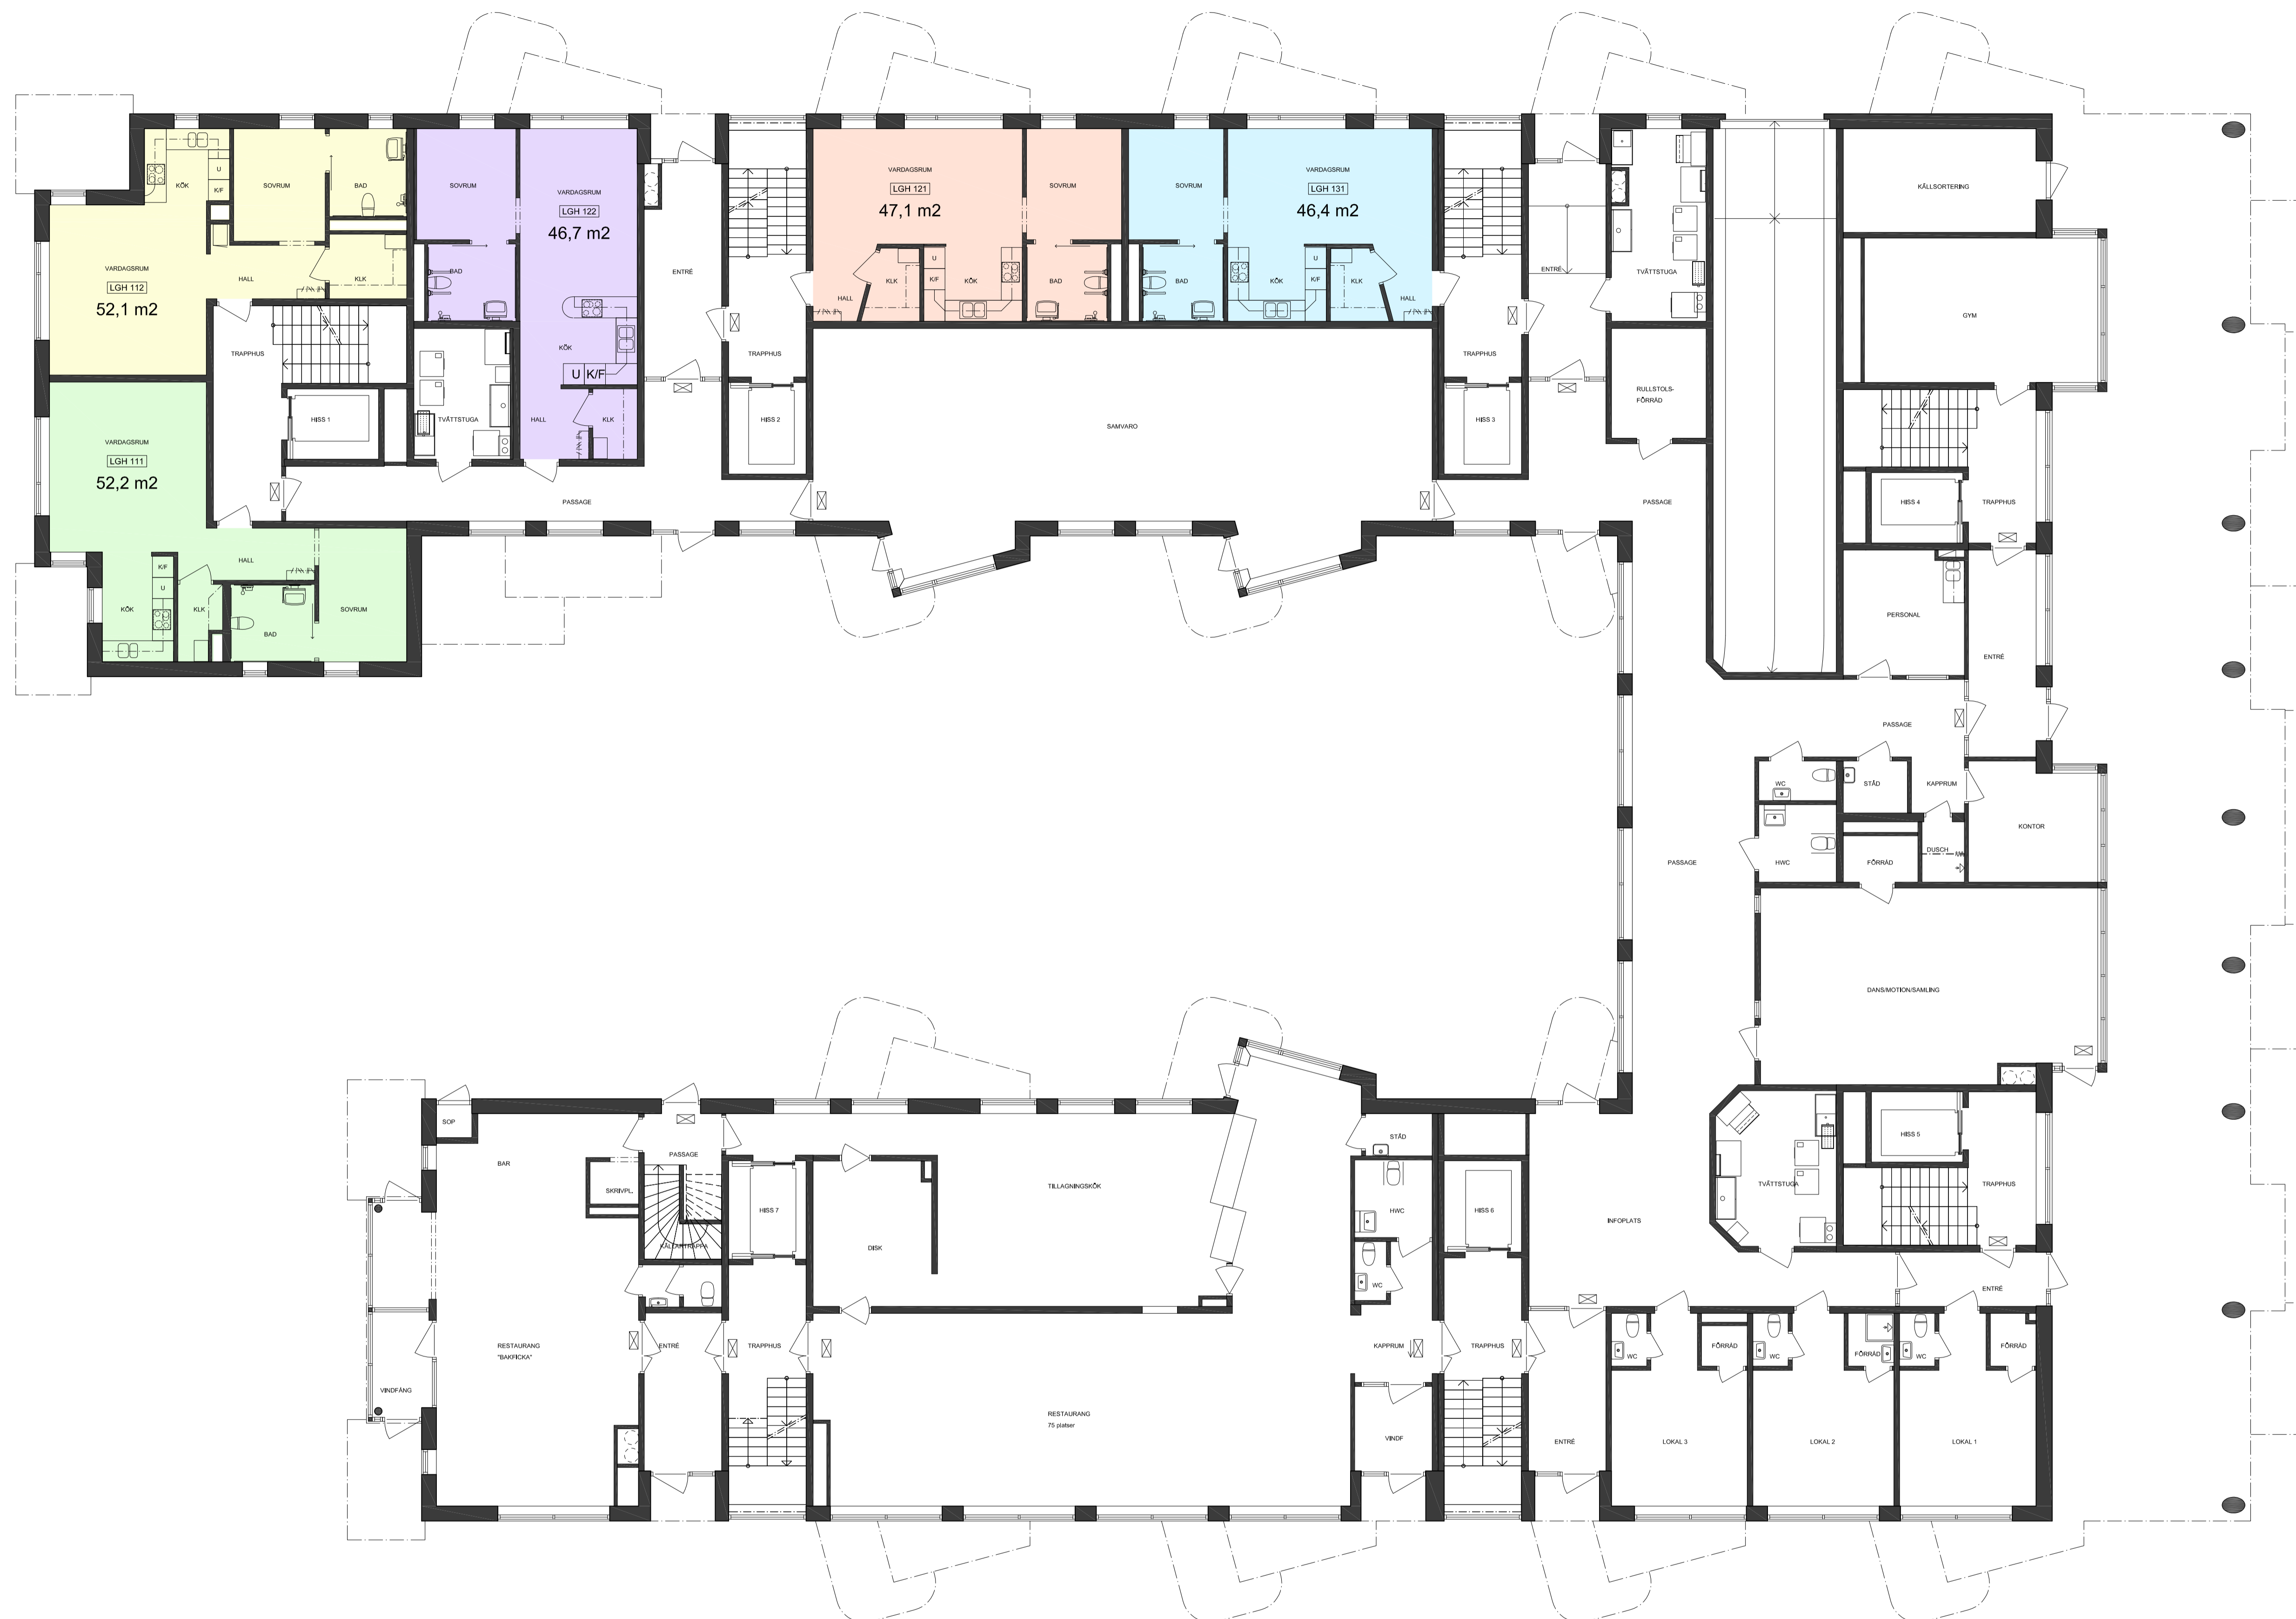 KÖK
U
K/F
SOVRUM
BAD
VARDAGSRUM
LGH 112
52,1 m2
HALL
KLK
TRAPPHUS
HISS 1
VARDAGSRUM
LGH 111
52,2 m2
HALL
K/F
U
KÖK
KLK
BAD
SOVRUM
SOVRUM
VARDAGSRUM
LGH 122
46,7 m2
BAD
KÖK
U
K/F
TVÄTTSTUGA
HALL
KLK
PASSAGE
ENTRÉ
TRAPPHUS
HISS 2
VARDAGSRUM
LGH 121
47,1 m2
SOVRUM
U
K/F
KÖK
KLK
HALL
BAD
SOVRUM
VARDAGSRUM
LGH 131
46,4 m2
BAD
KÖK
U
K/F
KLK
HALL
SAMVARO
TRAPPHUS
HISS 3
ENTRÉ
TVÄTTSTUGA
RULLSTOLS-
FÖRRÅD
PASSAGE
KÄLLSORTERING
GYM
HISS 4
TRAPPHUS
PERSONAL
ENTRÉ
PASSAGE
WC
STÄD
KAPPRUM
KONTOR
HWC
FÖRRÅD
DUSCH
PASSAGE
DANS/MOTION/SAMLING
HISS 5
TVÄTTSTUGA
TRAPPHUS
INFOPLATS
ENTRÉ
SOP
BAR
PASSAGE
SKRIVPL.
KÄLLARTRAPPA
HISS 7
TILLAGNINGSKÖK
DISK
STÄD
HWC
WC
HISS 6
RESTAURANG
"BAKFICKA"
ENTRÉ
TRAPPHUS
VINDFÅNG
RESTAURANG
75 platser
KAPPRUM
TRAPPHUS
VINDF
ENTRÉ
WC
FÖRRÅD
LOKAL 3
WC
FÖRRÅD
LOKAL 2
WC
FÖRRÅD
LOKAL 1